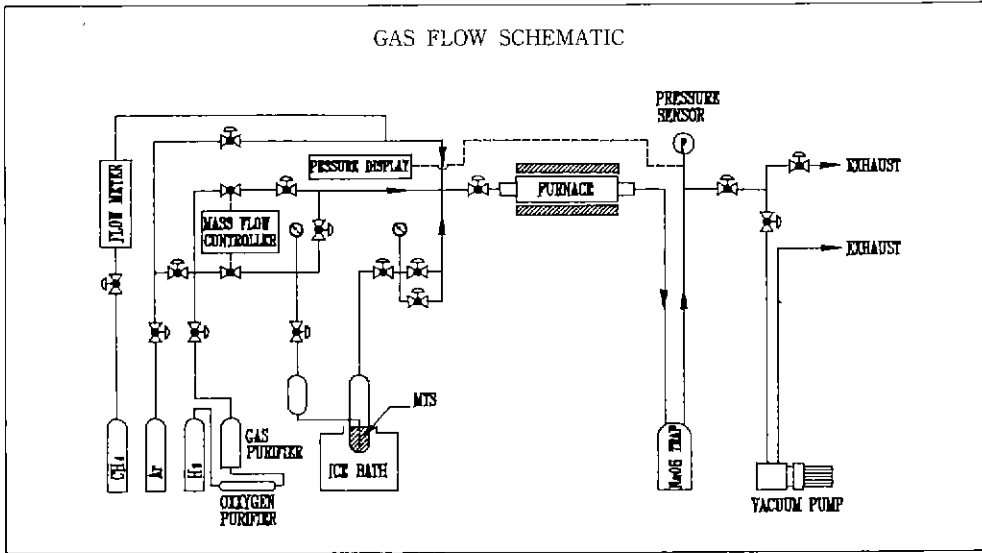 GAS FLOW SCHEMATIC
PRESSURE
SENSOR
P
PESSURE DISPLAY
EXHAUST
FLOW METER
FURNACE
MASS FLOW
CONTROLLER
EXHAUST
MTS
CH4
Ar
H2
GAS
PURIFIER
ICE BATH
NaOH TRAP
OXYGEN
PURIFIER
VACUUM PUMP